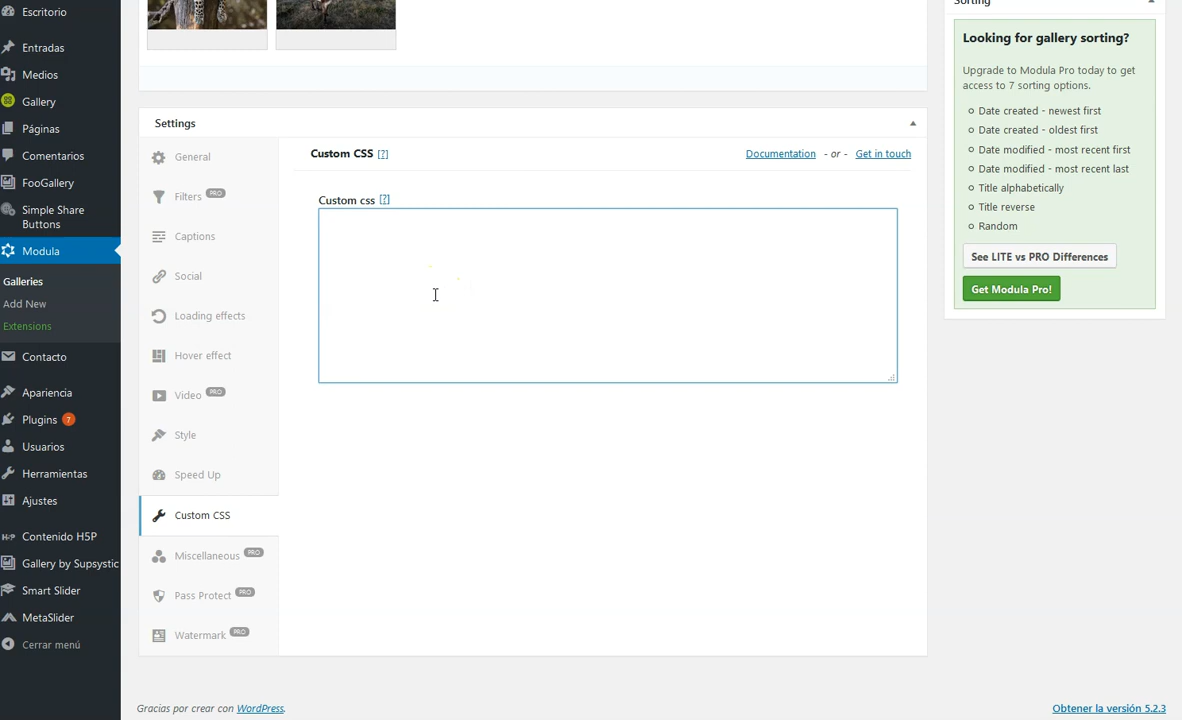 Escritorio
Entradas
Medios
Gallery
Páginas
Comentarios
FooGallery
Simple Share
Buttons
Modula
Galleries
Add New
Extensions
Contacto
Apariencia
Plugins 7
Usuarios
Herramientas
Ajustes
H5P Contenido H5P
Gallery by Supsystic
Smart Slider
MetaSlider
Cerrar menú
Settings
General
Filters PRO
Captions
Social
Loading effects
Hover effect
Video PRO
Style
Speed Up
Custom CSS
Miscellaneous PRO
Pass Protect PRO
Watermark PRO
Custom CSS [?]
Documentation - or - Get in touch
Custom css [?]
Sorting
Looking for gallery sorting?
Upgrade to Modula Pro today to get
access to 7 sorting options.
Date created - newest first
Date created - oldest first
Date modified - most recent first
Date modified - most recent last
Title alphabetically
Title reverse
Random
See LITE vs PRO Differences
Get Modula Pro!
Gracias por crear con WordPress.
Obtener la versión 5.2.3